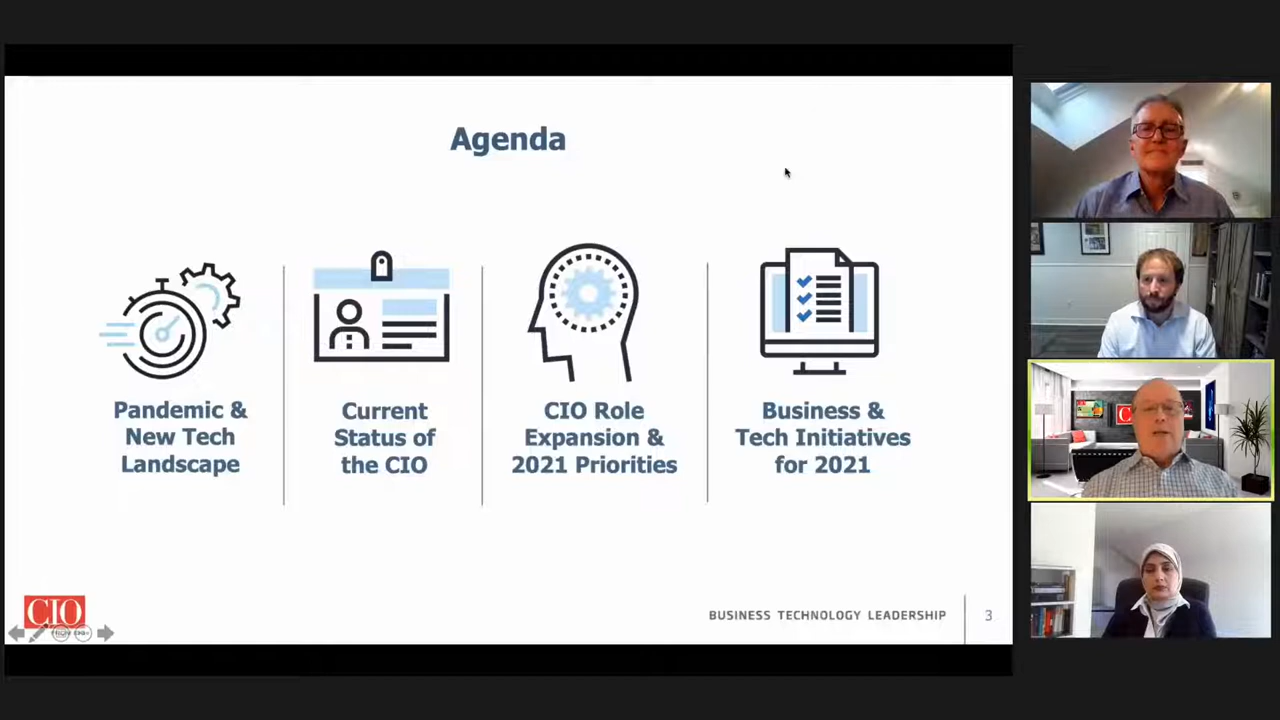 Agenda
Pandemic &
New Tech
Landscape
Current
Status of
the CIO
CIO Role
Expansion &
2021 Priorities
Business &
Tech Initiatives
for 2021
CIO
BUSINESS TECHNOLOGY LEADERSHIP
3